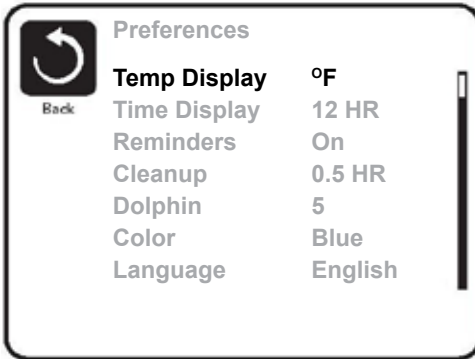 Preferences
Back
Temp Display ºF
Time Display 12 HR
Reminders On
Cleanup 0.5 HR
Dolphin 5
Color Blue
Language English